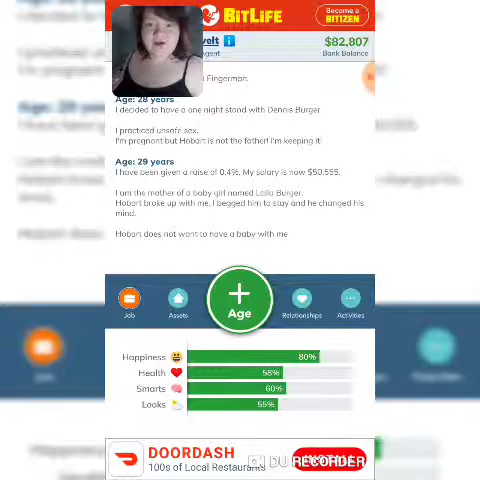 BitLife
Become a
BITIZEN
velt
$82,807
gent
Bank Balance
Fingerman.
Age: 28 years
I decided to have a one night stand with Dennis Burger
I practiced unsafe sex.
I'm pregnant but Hobart is not the father! I'm keeping it!
Age: 29 years
I have been given a raise of 0.4%. My salary is now $50,555.
I am the mother of a baby girl named Laila Burger.
Hobart broke up with me. I begged him to stay and he changed his
mind.
Hobart does not want to have a baby with me
Job
Assets
+
Age
Relationships
Activities
Happiness 80%
Health 58%
Smarts 60%
Looks 55%
DOORDASH
100s of Local Restaurants
DU RECORDER